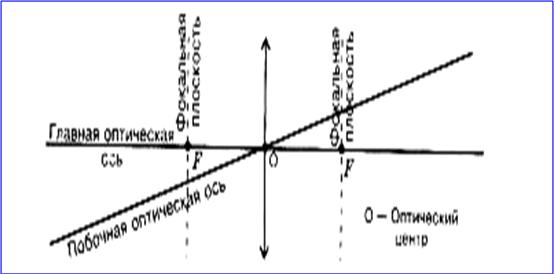 Фокальная
плоскость
Фокальная
плоскость
Главная оптическая
ось
F
O
F
Побочная оптическая ось
О — Оптический
центр